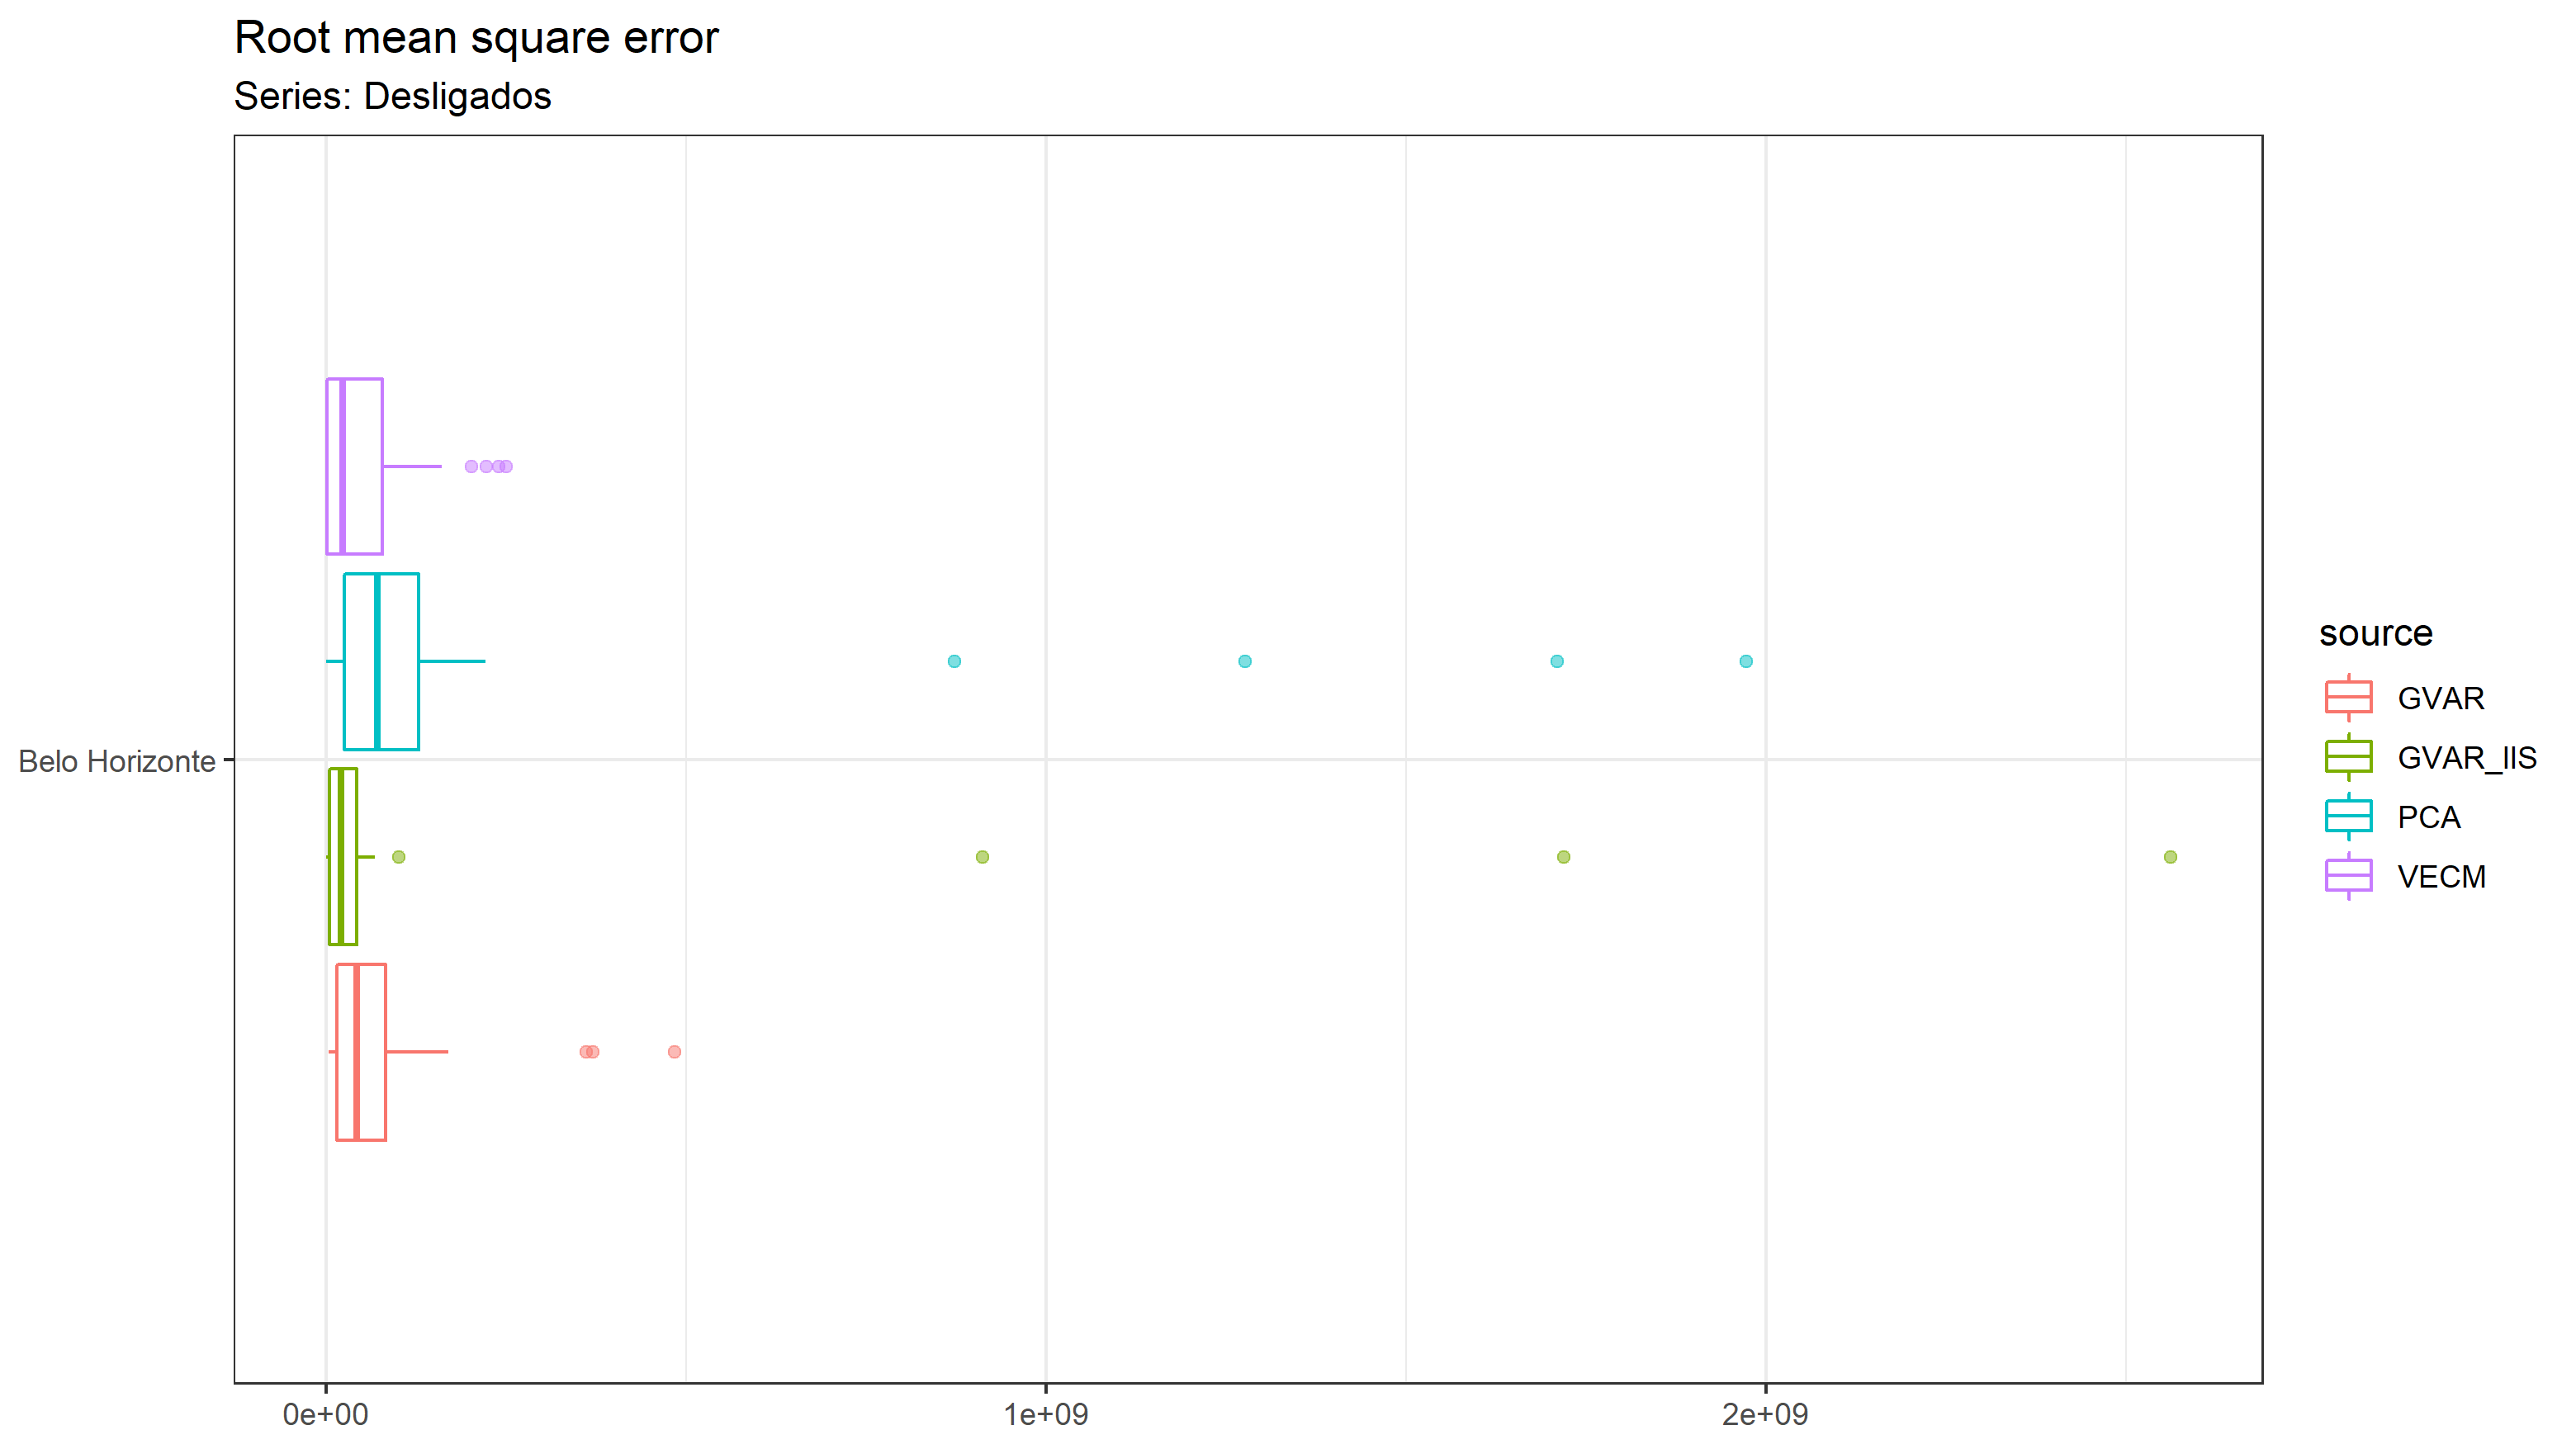 Root mean square error
Series: Desligados
Belo Horizonte
0e+00
1e+09
2e+09
source
GVAR
GVAR_IIS
PCA
VECM